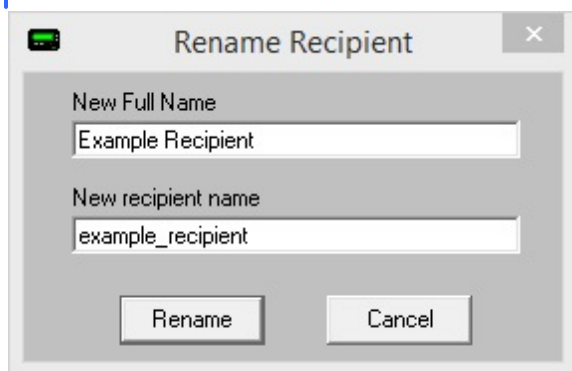 Rename Recipient
New Full Name
Example Recipient
New recipient name
example_recipient
Rename Cancel